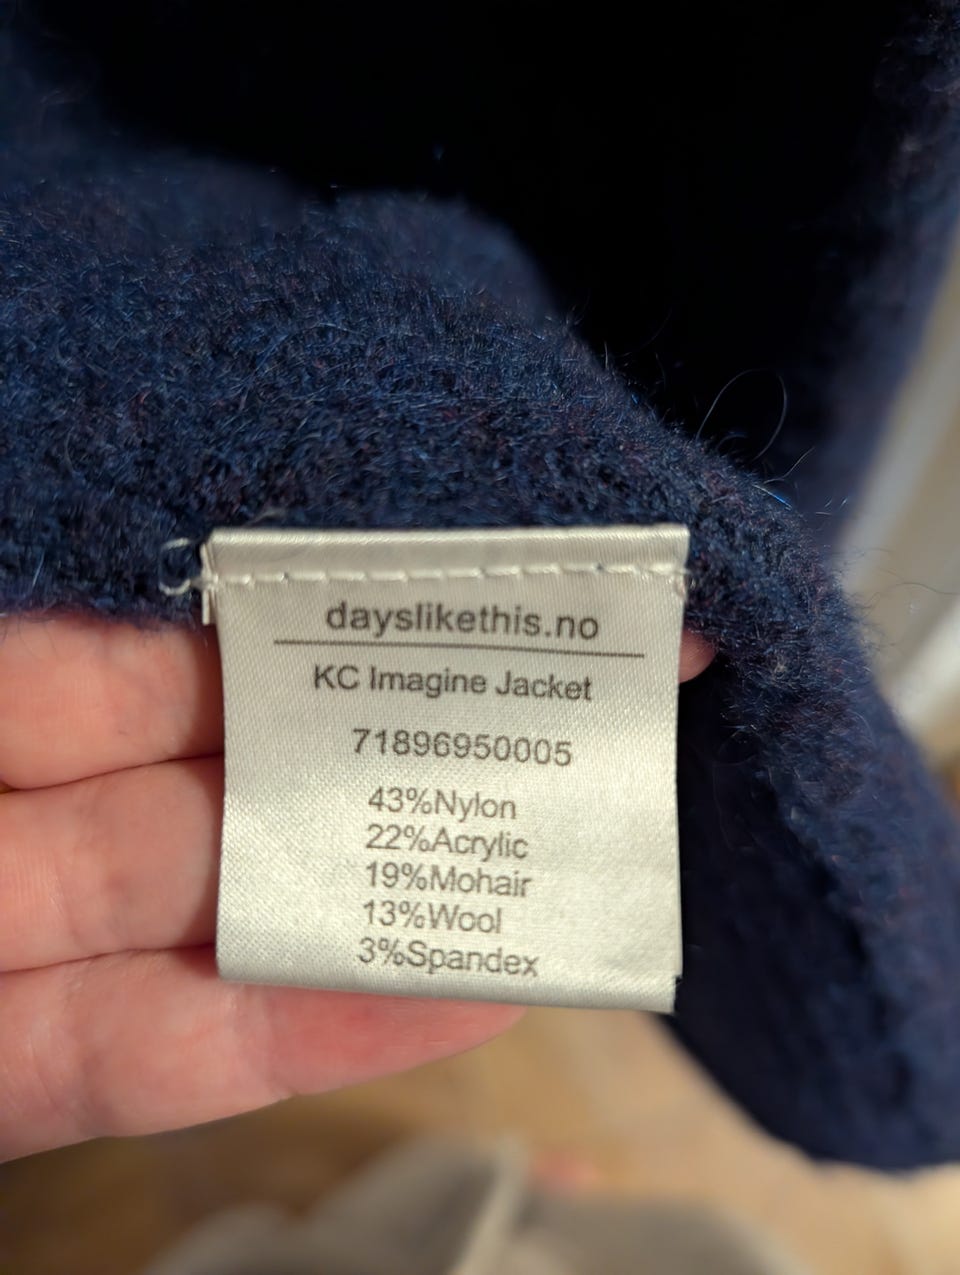 dayslikethis.no
KC Imagine Jacket
71896950005
43%Nylon
22%Acrylic
19%Mohair
13%Wool
3%Spandex